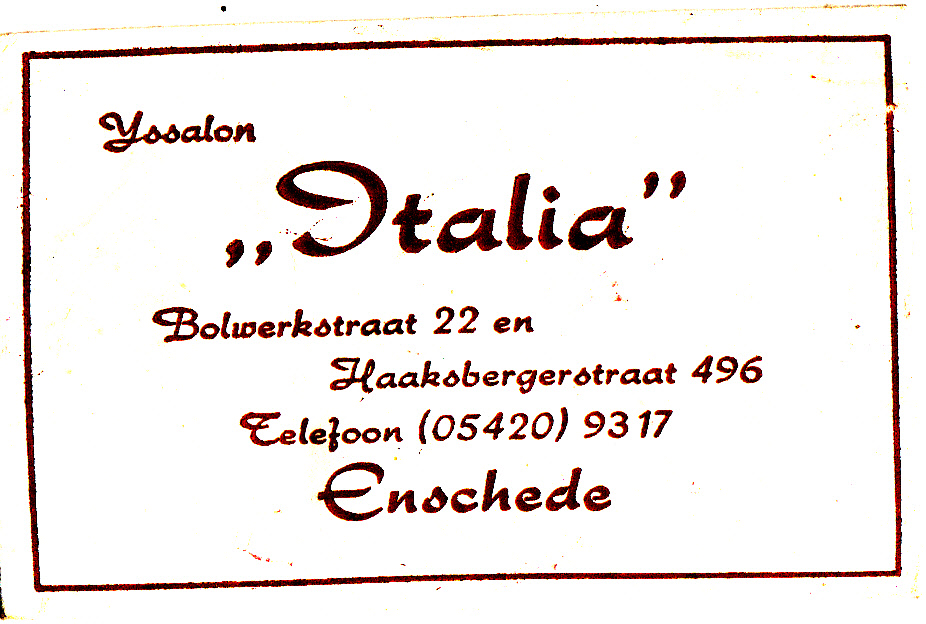 Yssalon
„Italia”
Bolwerkstraat 22 en
Haaksbergerstraat 496
Telefoon (05420) 9317
Enschede